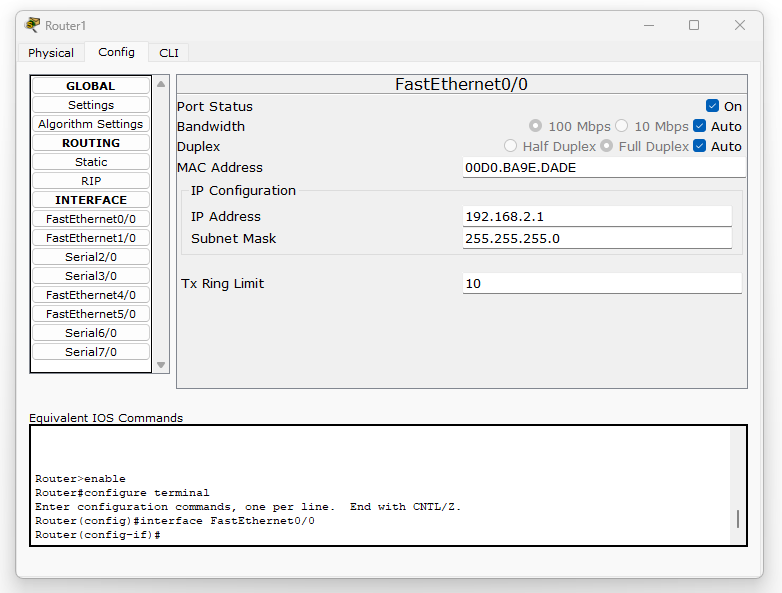 Router1
Physical Config CLI
GLOBAL
Settings
Algorithm Settings
ROUTING
Static
RIP
INTERFACE
FastEthernet0/0
FastEthernet1/0
Serial2/0
Serial3/0
FastEthernet4/0
FastEthernet5/0
Serial6/0
Serial7/0
FastEthernet0/0
Port Status On
Bandwidth 100 Mbps 10 Mbps Auto
Duplex Half Duplex Full Duplex Auto
MAC Address 00D0.BA9E.DADE
IP Configuration
IP Address 192.168.2.1
Subnet Mask 255.255.255.0
Tx Ring Limit 10
Equivalent IOS Commands
Router>enable
Router#configure terminal
Enter configuration commands, one per line.  End with CNTL/Z.
Router(config)#interface FastEthernet0/0
Router(config-if)#